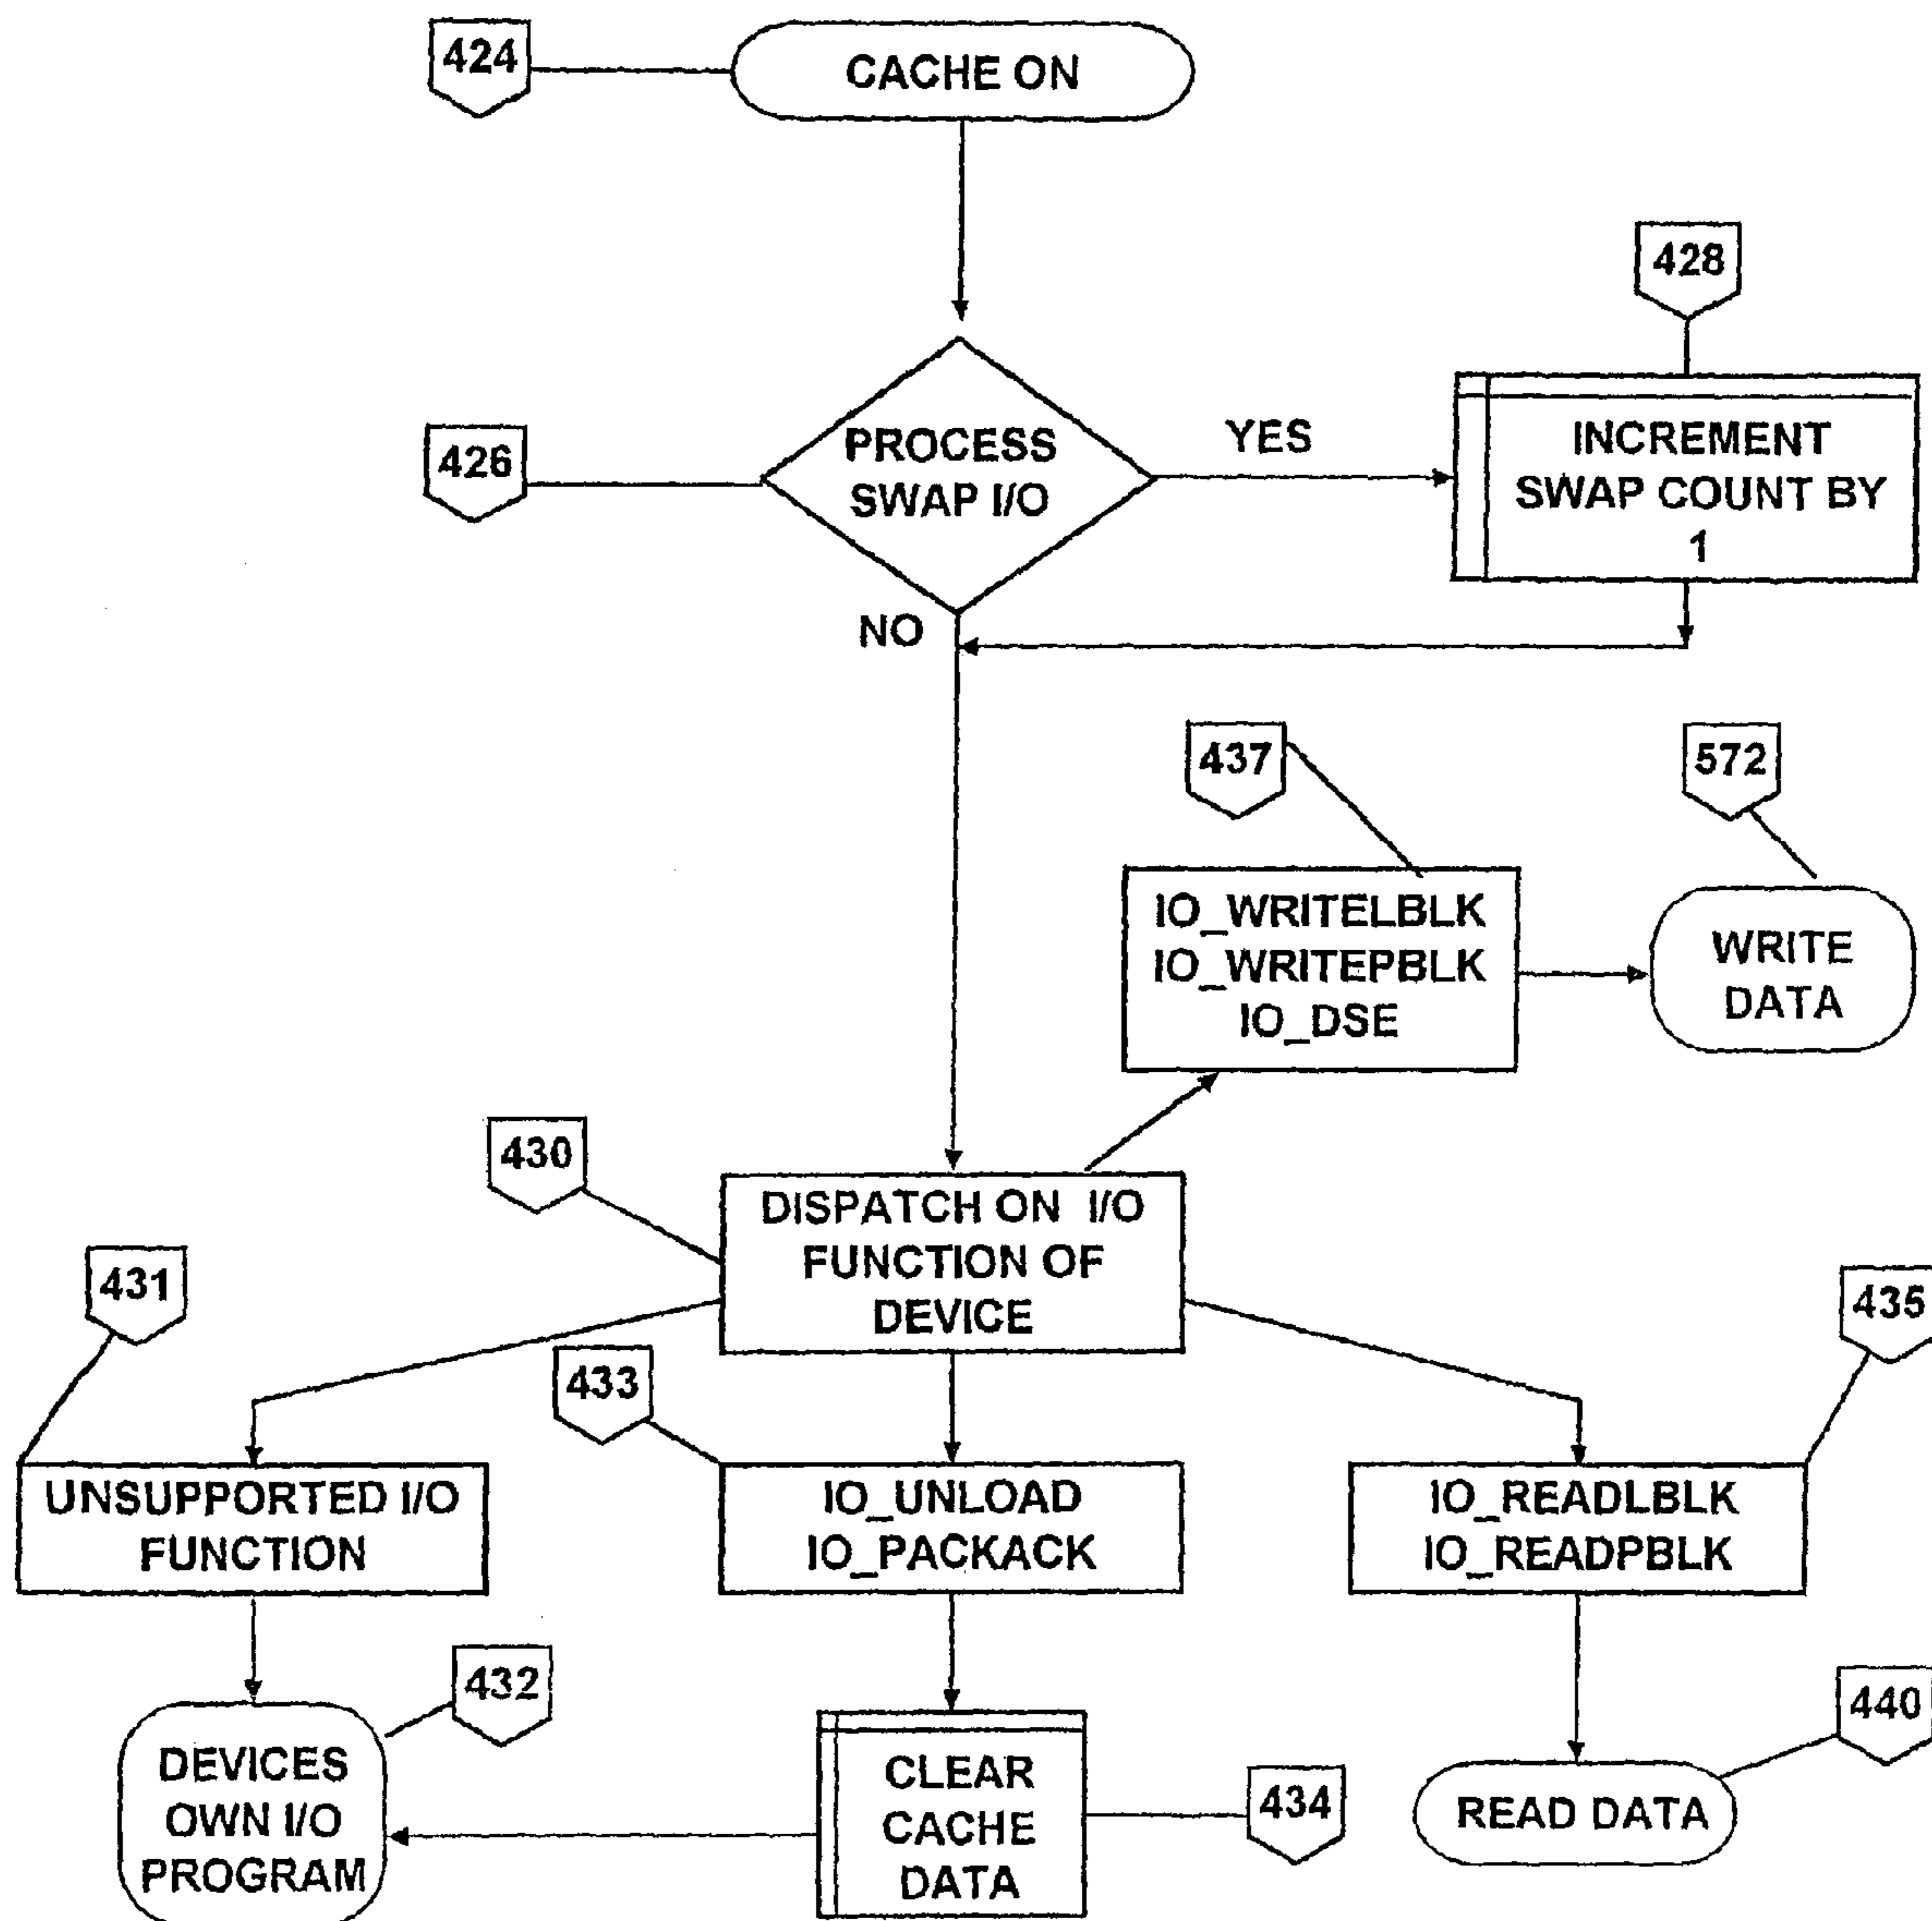 424
CACHE ON
428
426
PROCESS
SWAP I/O
YES
INCREMENT
SWAP COUNT BY
1
NO
437
572
IO_WRITELBLK
IO_WRITEPBLK
IO_DSE
WRITE
DATA
430
DISPATCH ON I/O
FUNCTION OF
DEVICE
431
433
435
UNSUPPORTED I/O
FUNCTION
IO_UNLOAD
IO_PACKACK
IO_READLBLK
IO_READPBLK
432
440
DEVICES
OWN I/O
PROGRAM
CLEAR
CACHE
DATA
434
READ DATA